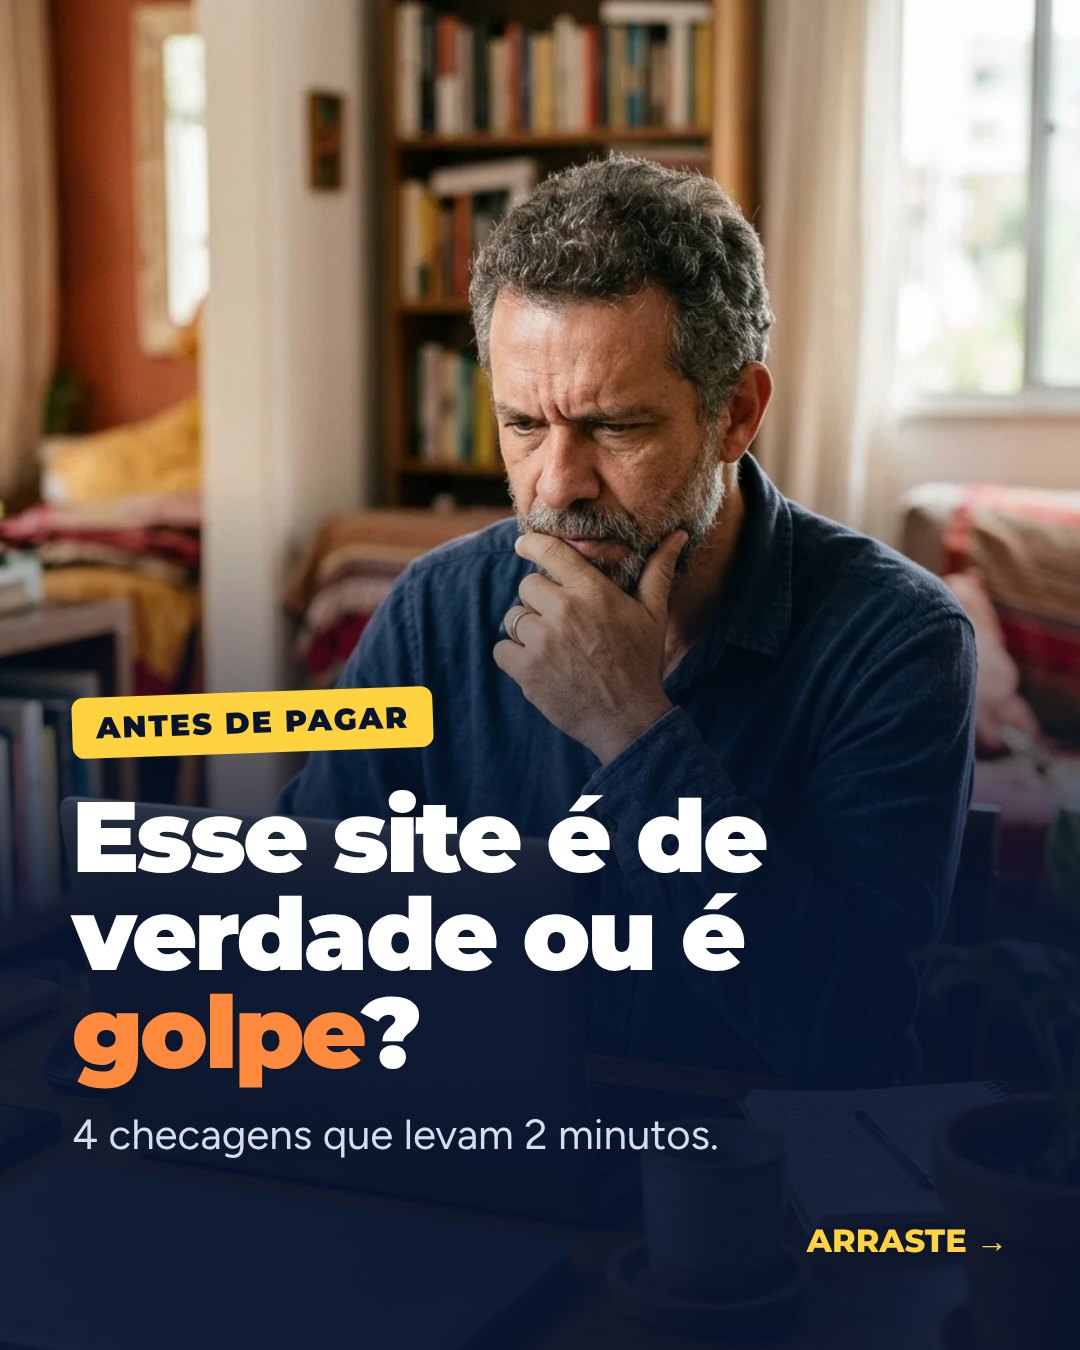 ANTES DE PAGAR
Esse site é de
verdade ou é
golpe?
4 checagens que levam 2 minutos.
ARRASTE →